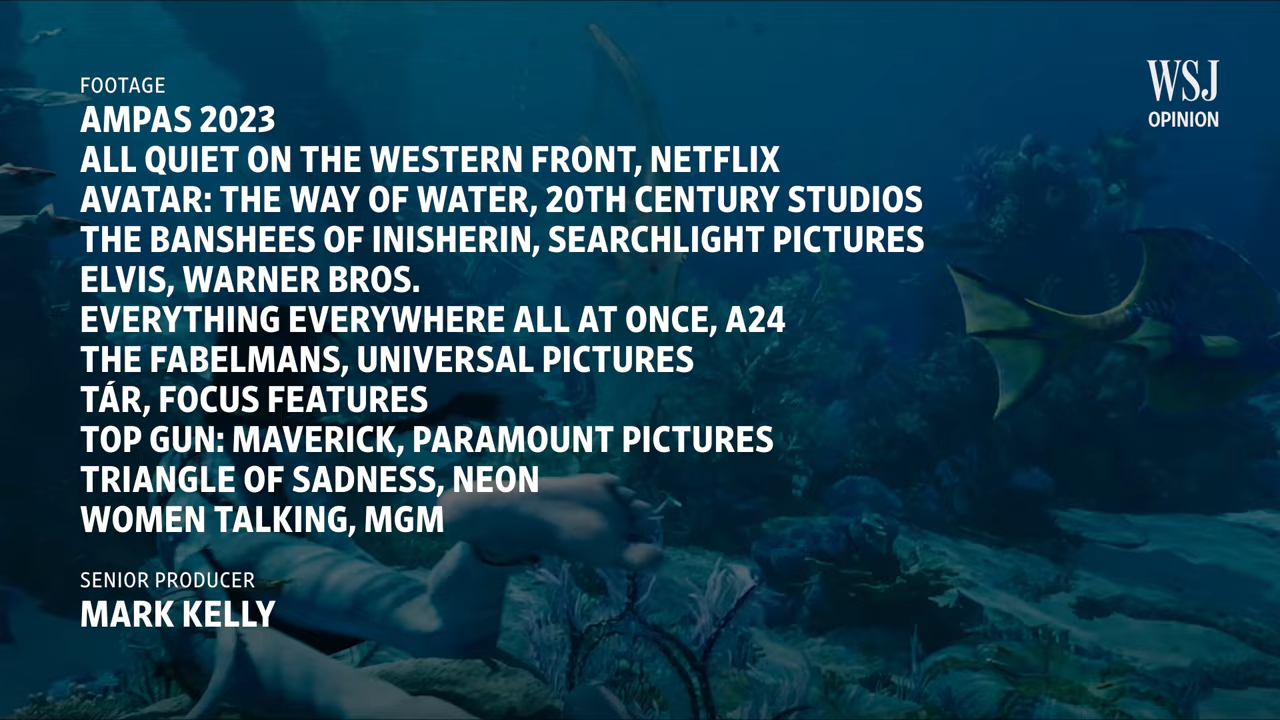 FOOTAGE
AMPAS 2023
ALL QUIET ON THE WESTERN FRONT, NETFLIX
AVATAR: THE WAY OF WATER, 20TH CENTURY STUDIOS
THE BANSHEES OF INISHERIN, SEARCHLIGHT PICTURES
ELVIS, WARNER BROS.
EVERYTHING EVERYWHERE ALL AT ONCE, A24
THE FABELMANS, UNIVERSAL PICTURES
TÁR, FOCUS FEATURES
TOP GUN: MAVERICK, PARAMOUNT PICTURES
TRIANGLE OF SADNESS, NEON
WOMEN TALKING, MGM
SENIOR PRODUCER
MARK KELLY
WSJ
OPINION